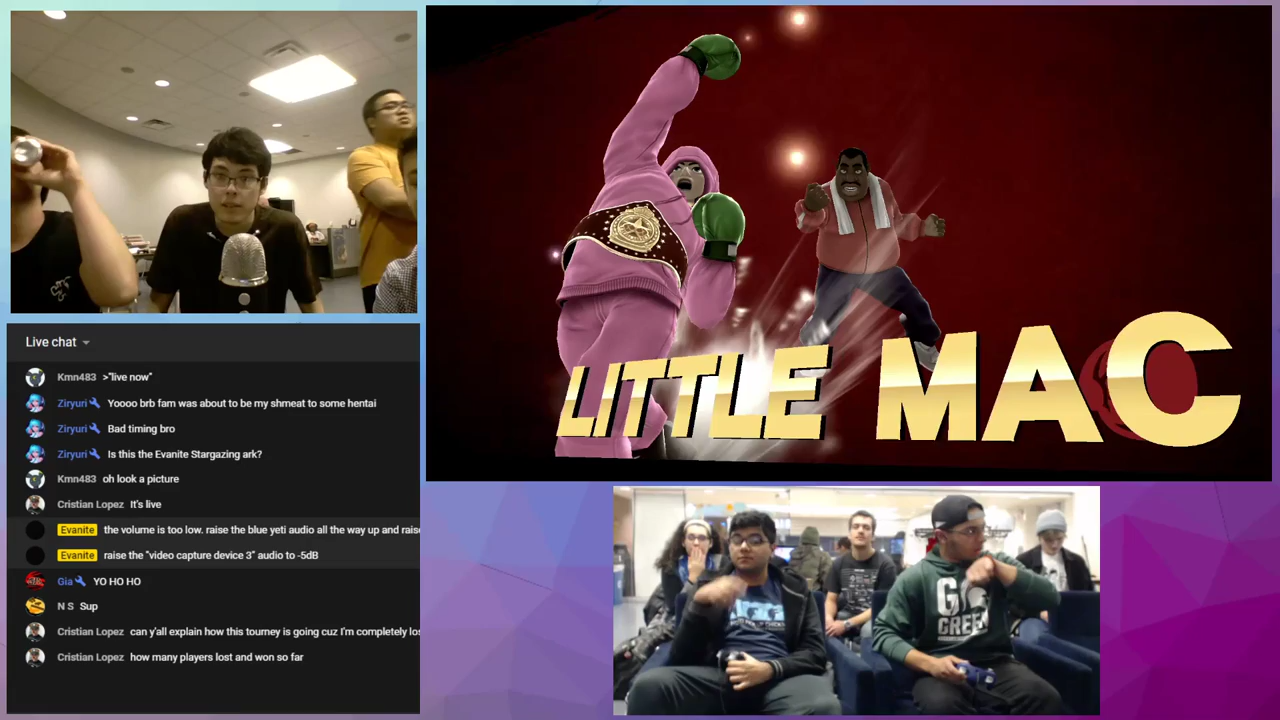 LITTLE MAC
Live chat
Kmn483 >"live now"
Ziryuri Yoooo brb fam was about to be my shmeat to some hentai
Ziryuri Bad timing bro
Ziryuri Is this the Evanite Stargazing ark?
Kmn483 oh look a picture
Cristian Lopez It's live
Evanite the volume is too low. raise the blue yeti audio all the way up and raise
Evanite raise the "video capture device 3" audio to -5dB
Gia YO HO HO
N S Sup
Cristian Lopez can y'all explain how this tourney is going cuz I'm completely los
Cristian Lopez how many players lost and won so far
GO
GREEN